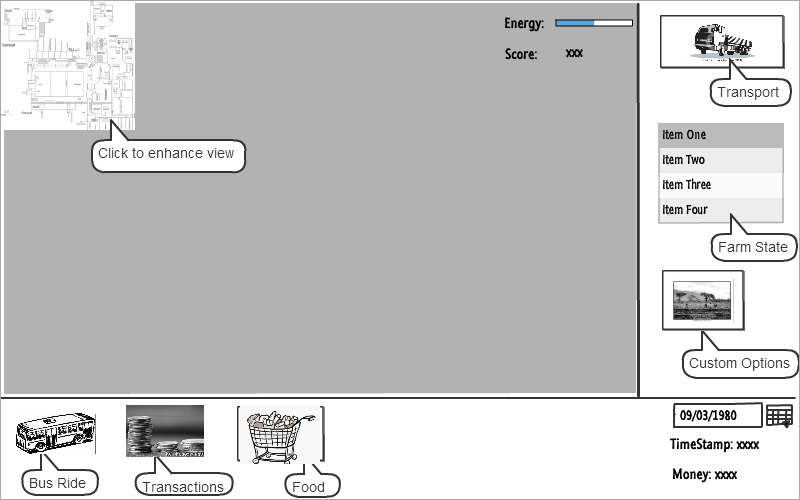 Energy:
Score: xxx
Transport
Click to enhance view
Item One
Item Two
Item Three
Item Four
Farm State
Custom Options
09/03/1980
TimeStamp: xxxx
Money: xxxx
Bus Ride
Transactions
Food